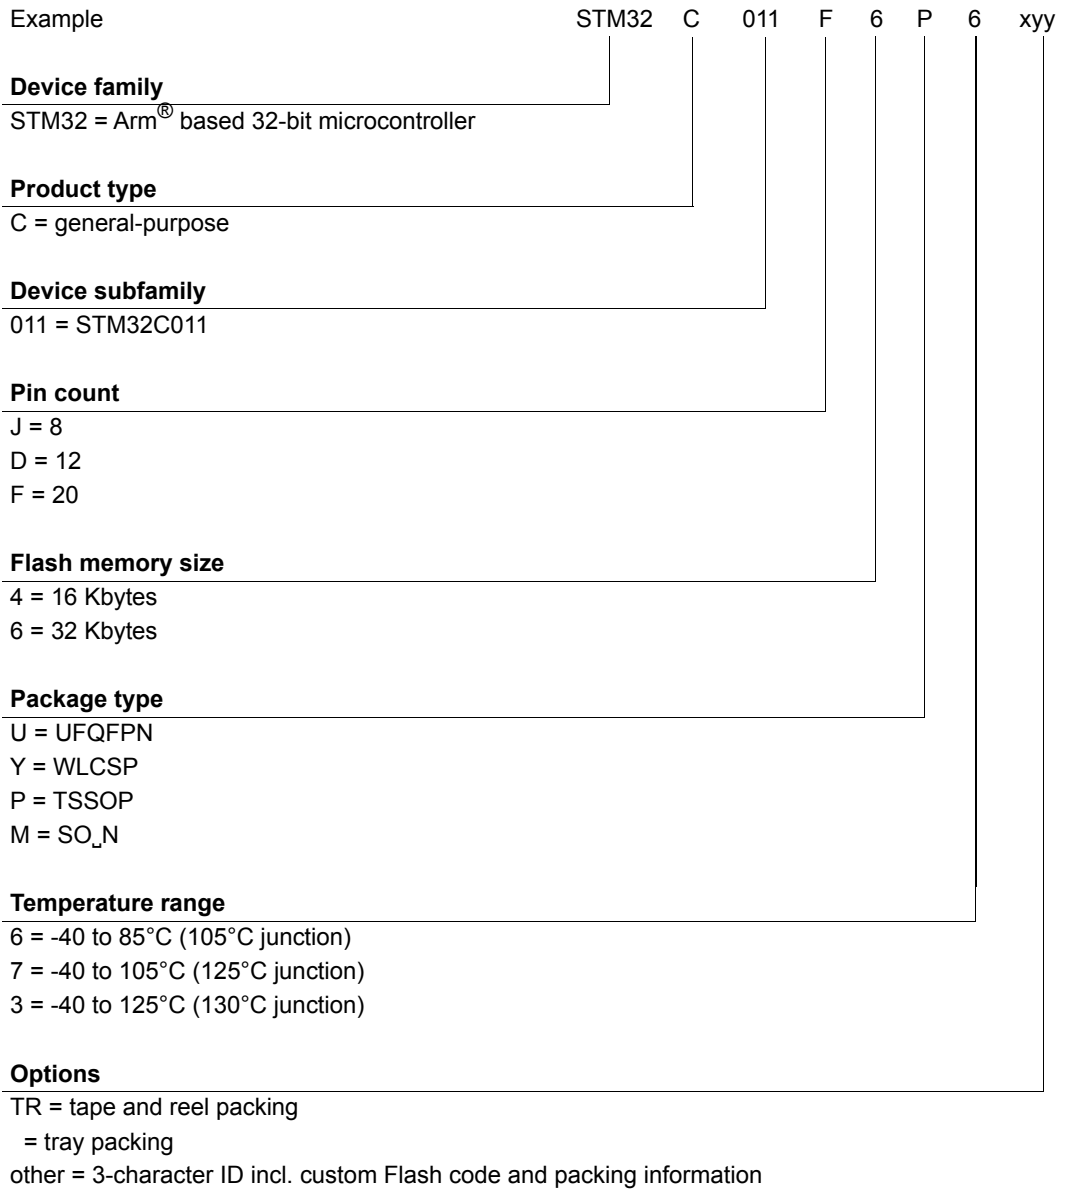 Example STM32 C 011 F 6 P 6 xyy
Device family
STM32 = Arm® based 32-bit microcontroller
Product type
C = general-purpose
Device subfamily
011 = STM32C011
Pin count
J = 8
D = 12
F = 20
Flash memory size
4 = 16 Kbytes
6 = 32 Kbytes
Package type
U = UFQFPN
Y = WLCSP
P = TSSOP
M = SO␣N
Temperature range
6 = -40 to 85°C (105°C junction)
7 = -40 to 105°C (125°C junction)
3 = -40 to 125°C (130°C junction)
Options
TR = tape and reel packing
= tray packing
other = 3-character ID incl. custom Flash code and packing information